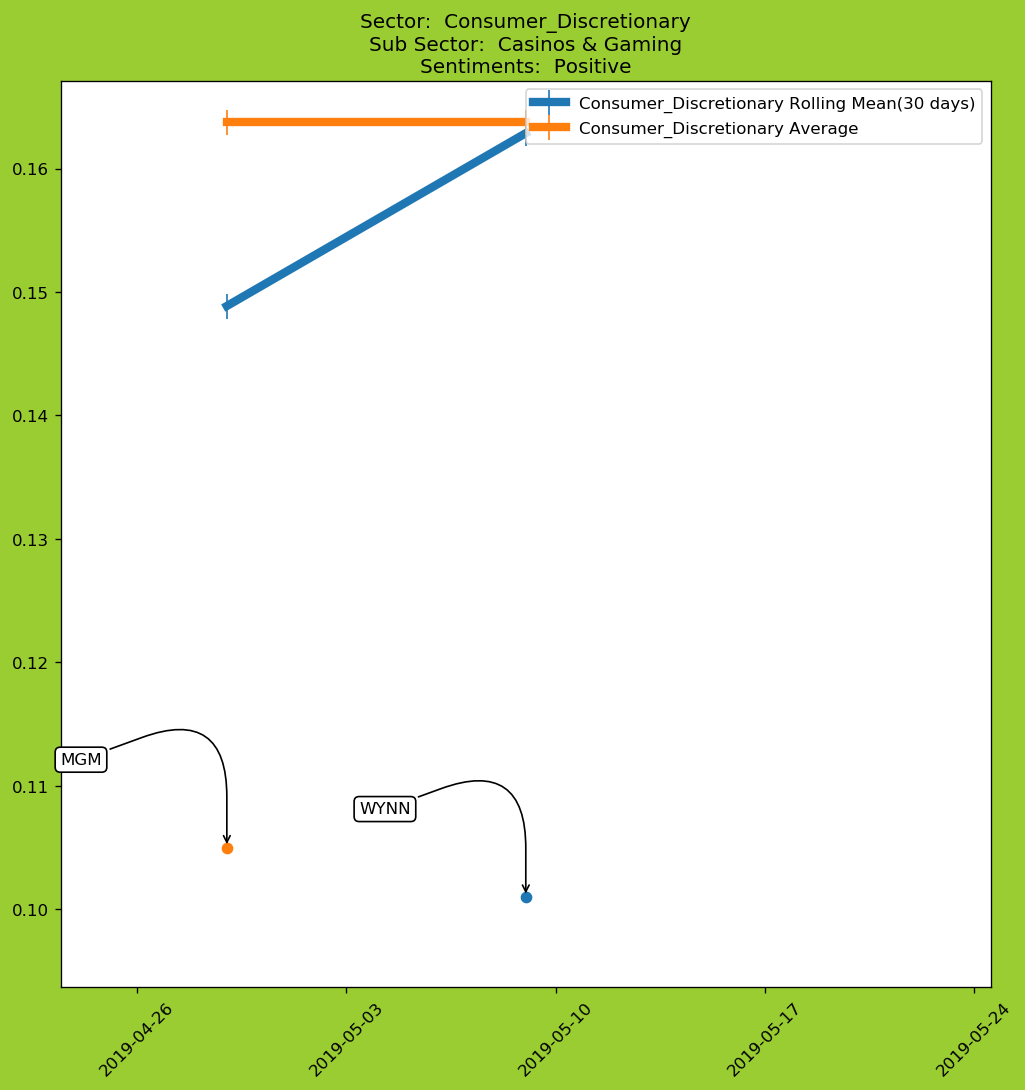 Sector:  Consumer_Discretionary
Sub Sector:  Casinos & Gaming
Sentiments:  Positive
Consumer_Discretionary Rolling Mean(30 days)
Consumer_Discretionary Average
0.16
0.15
0.14
0.13
0.12
0.11
0.10
MGM
WYNN
2019-04-26
2019-05-03
2019-05-10
2019-05-17
2019-05-24